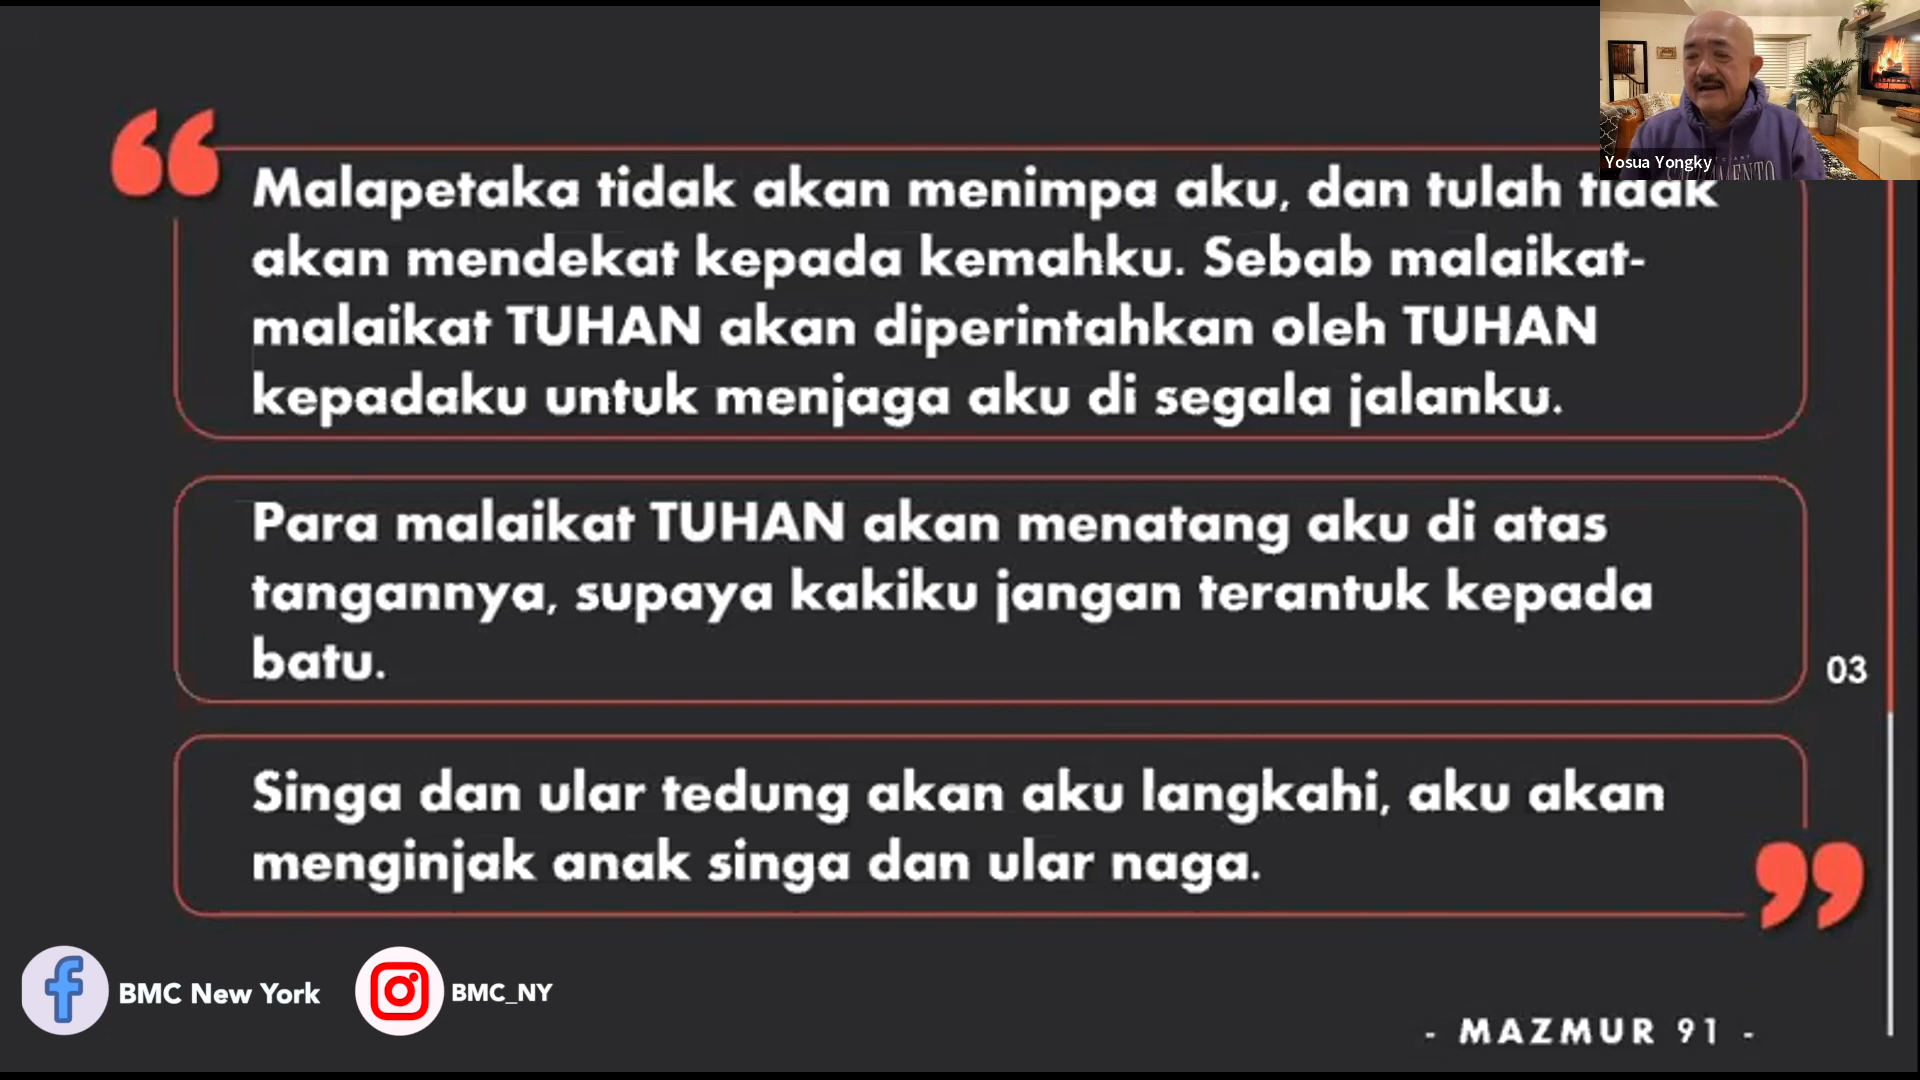 Yosua Yongky
Malapetaka tidak akan menimpa aku, dan tulah tidak
akan mendekat kepada kemahku. Sebab malaikat-
malaikat TUHAN akan diperintahkan oleh TUHAN
kepadaku untuk menjaga aku di segala jalanku.
Para malaikat TUHAN akan menatang aku di atas
tangannya, supaya kakiku jangan terantuk kepada
batu.
03
Singa dan ular tedung akan aku langkahi, aku akan
menginjak anak singa dan ular naga.
BMC New York
BMC_NY
- MAZMUR 91 -